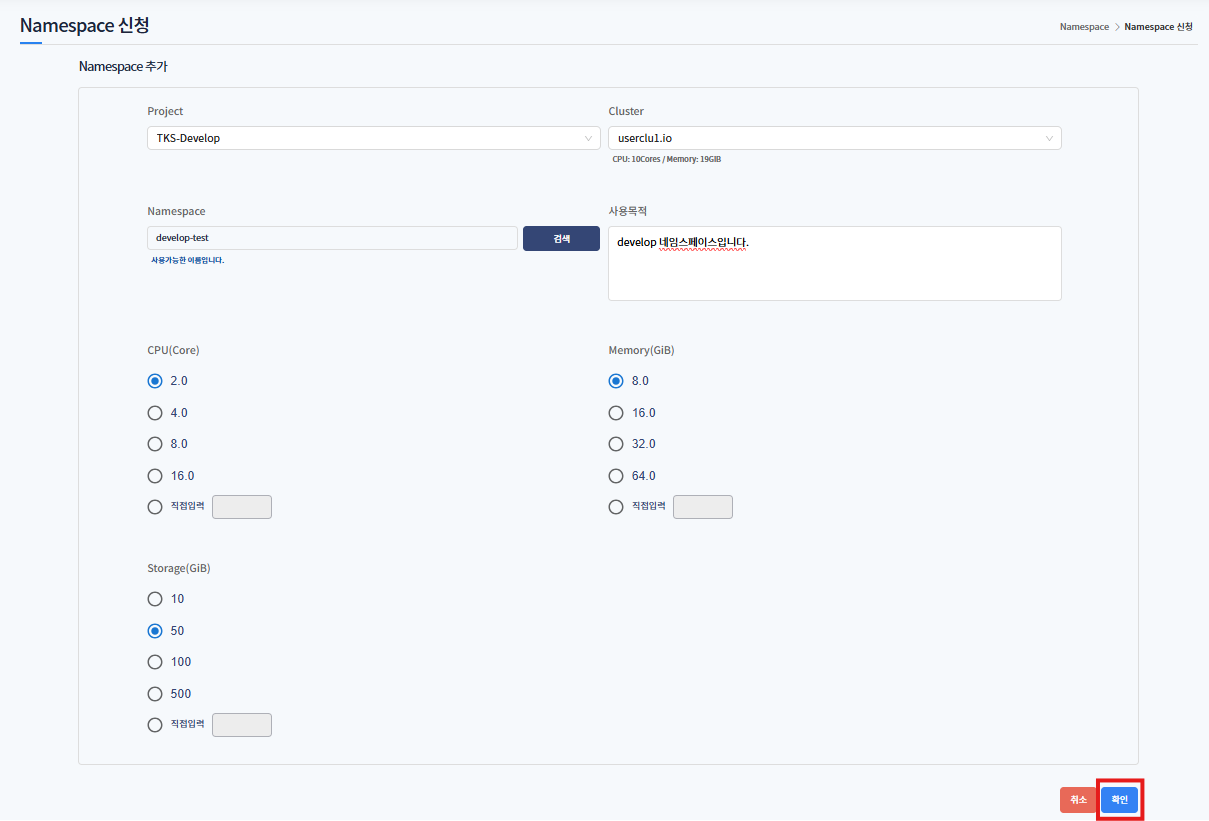 Namespace 신청
Namespace > Namespace 신청
Namespace 추가
Project
TKS-Develop
Cluster
userclu1.io
CPU: 10Cores / Memory: 19GIB
Namespace
develop-test
검색
사용가능한 이름입니다.
사용목적
develop 네임스페이스입니다.
CPU(Core)
2.0
4.0
8.0
16.0
직접입력
Memory(GiB)
8.0
16.0
32.0
64.0
직접입력
Storage(GiB)
10
50
100
500
직접입력
취소
확인